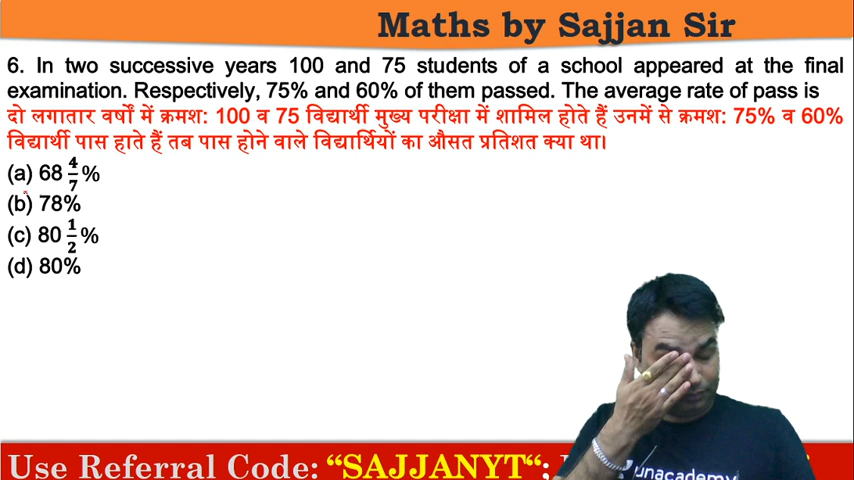 Maths by Sajjan Sir
6. In two successive years 100 and 75 students of a school appeared at the final
examination. Respectively, 75% and 60% of them passed. The average rate of pass is
दो लगातार वर्षों में क्रमश: 100 व 75 विद्यार्थी मुख्य परीक्षा में शामिल होते हैं उनमें से क्रमश: 75% व 60%
विद्यार्थी पास हाते हैं तब पास होने वाले विद्यार्थियों का औसत प्रतिशत क्या था।
(a) 68 4/7 %
(b) 78%
(c) 80 1/2 %
(d) 80%
unacademy
Use Referral Code: “SAJJANYT“;